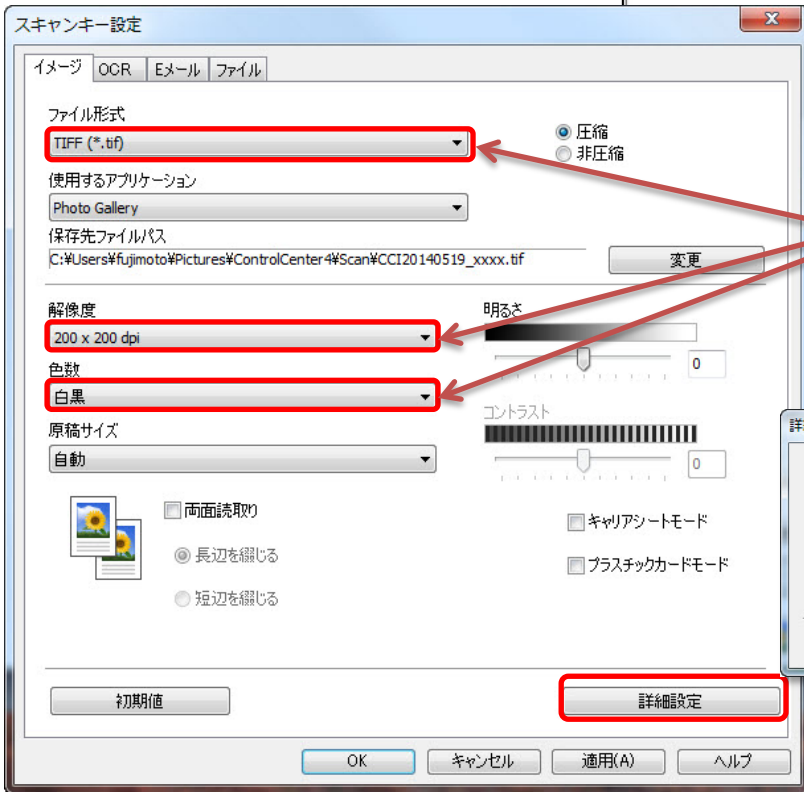 スキャンキー設定
イメージ OCR Eメール ファイル
ファイル形式
TIFF (*.tif)
圧縮
非圧縮
使用するアプリケーション
Photo Gallery
保存先ファイルパス
C:¥Users¥fujimoto¥Pictures¥ControlCenter4¥Scan¥CCI20140519_xxxx.tif 変更
解像度
200 x 200 dpi
明るさ
0
色数
白黒
コントラスト
0
原稿サイズ
自動
両面読取り
長辺を綴じる
短辺を綴じる
キャリアシートモード
プラスチックカードモード
初期値 詳細設定
OK キャンセル 適用(A) ヘルプ